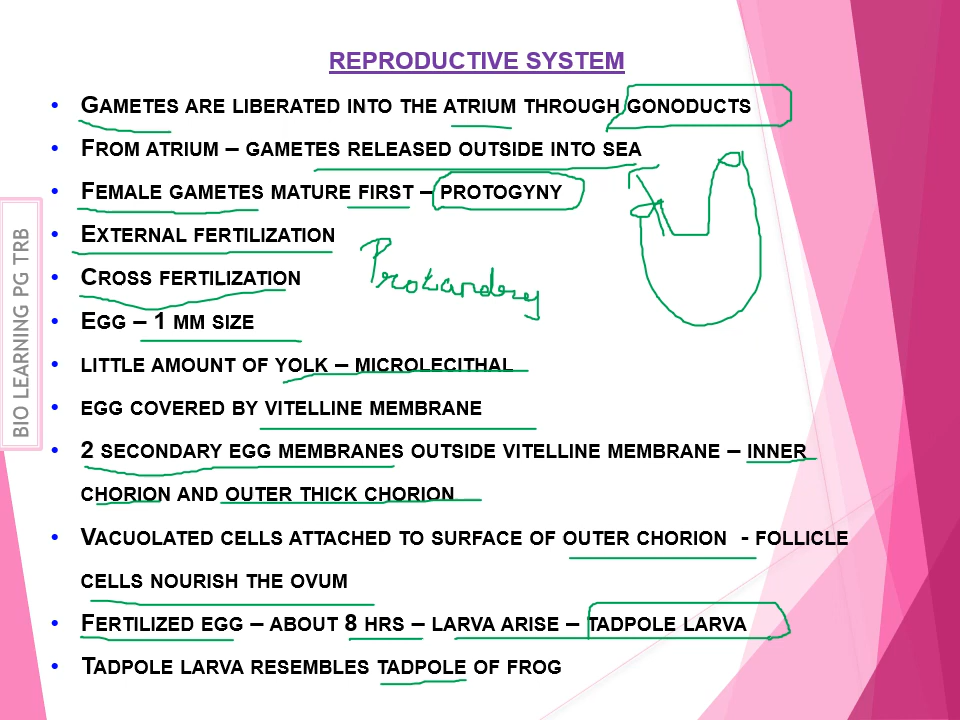 REPRODUCTIVE SYSTEM
• GAMETES ARE LIBERATED INTO THE ATRIUM THROUGH GONODUCTS
• FROM ATRIUM – GAMETES RELEASED OUTSIDE INTO SEA
• FEMALE GAMETES MATURE FIRST – PROTOGYNY
• EXTERNAL FERTILIZATION
Protandry
• CROSS FERTILIZATION
• EGG – 1 MM SIZE
• LITTLE AMOUNT OF YOLK – MICROLECITHAL
• EGG COVERED BY VITELLINE MEMBRANE
• 2 SECONDARY EGG MEMBRANES OUTSIDE VITELLINE MEMBRANE – INNER
CHORION AND OUTER THICK CHORION
• VACUOLATED CELLS ATTACHED TO SURFACE OF OUTER CHORION - FOLLICLE
CELLS NOURISH THE OVUM
• FERTILIZED EGG – ABOUT 8 HRS – LARVA ARISE – TADPOLE LARVA
• TADPOLE LARVA RESEMBLES TADPOLE OF FROG
BIO LEARNING PG TRB